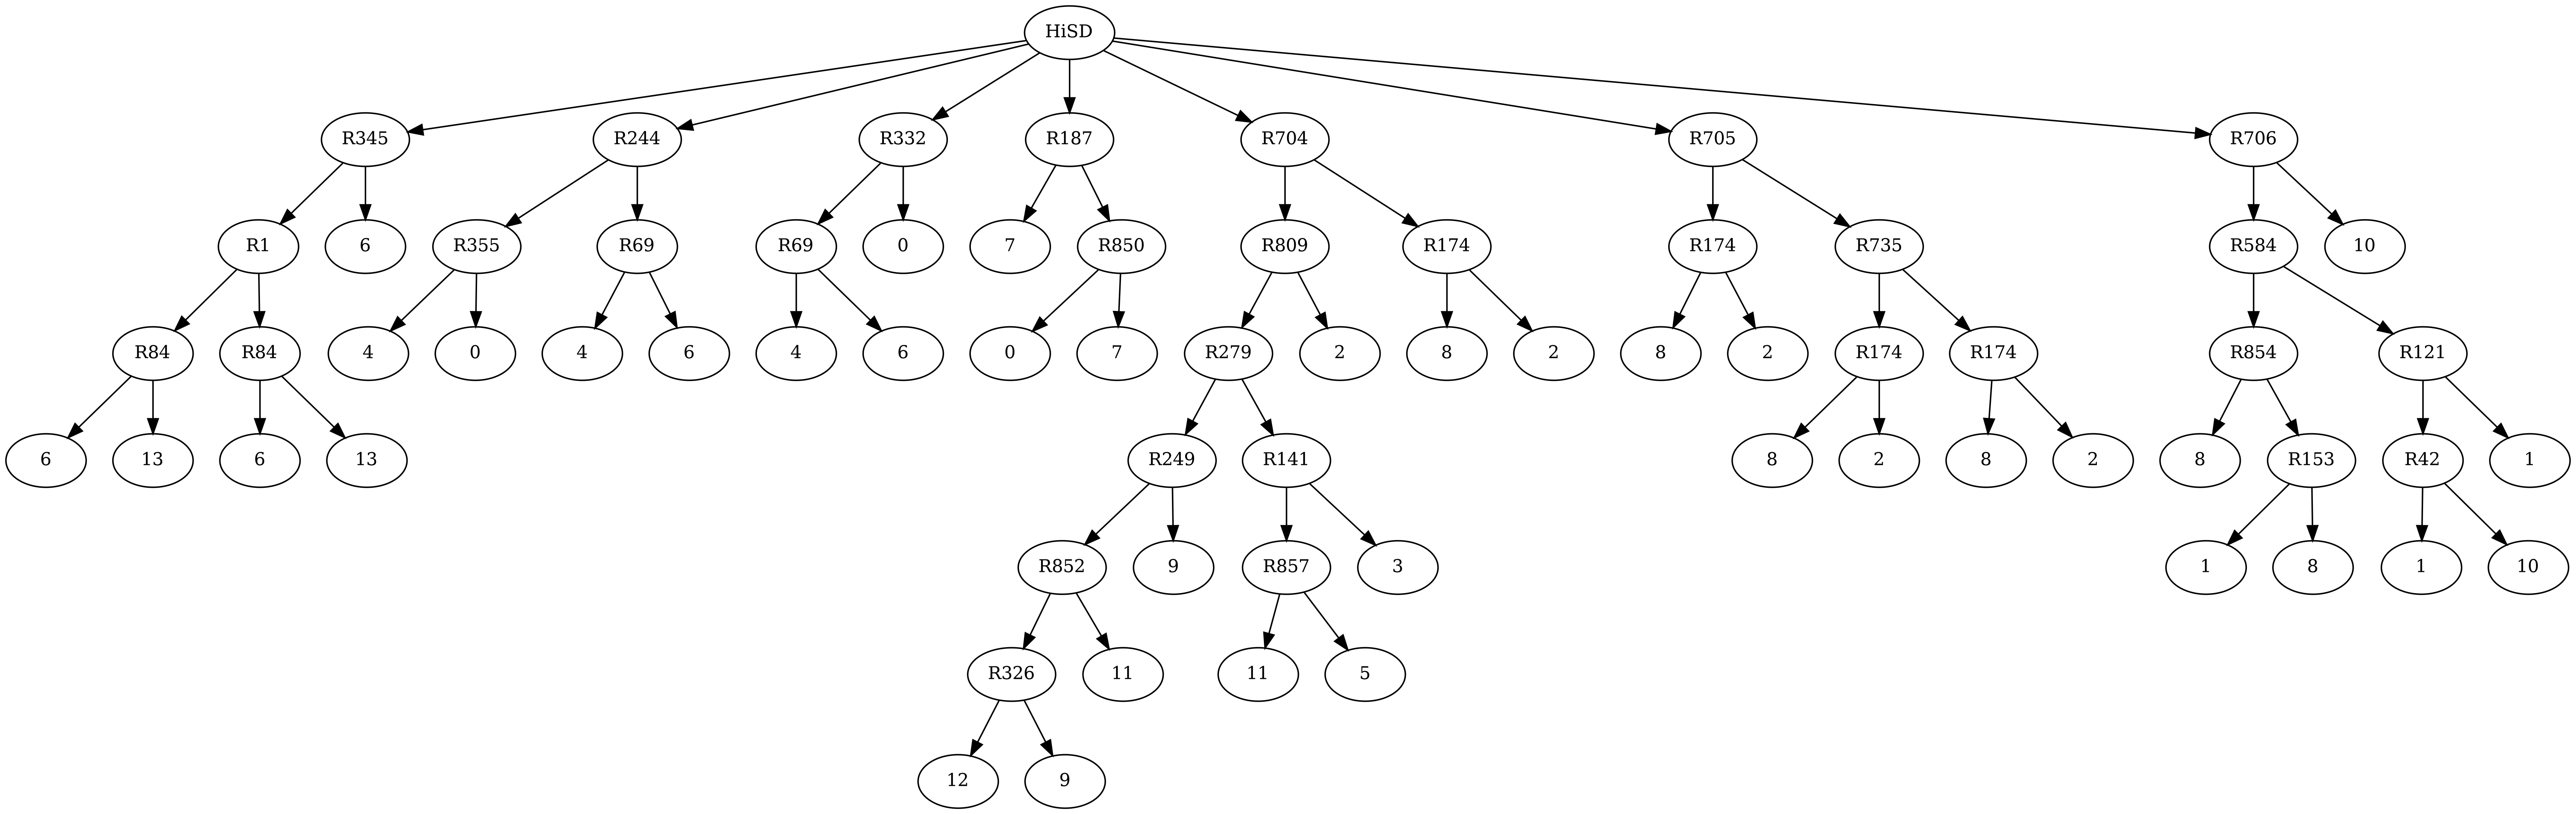 HiSD
R345 R244 R332 R187 R704 R705 R706
R1 6 R355 R69 R69 0 7 R850 R809 R174 R174 R735 R584 10
R84 R84 4 0 4 6 4 6 0 7 R279 2 8 2 8 2 R174 R174 R854 R121
6 13 6 13 R249 R141 8 2 8 2 8 R153 R42 1
R852 9 R857 3 1 8 1 10
R326 11 11 5
12 9